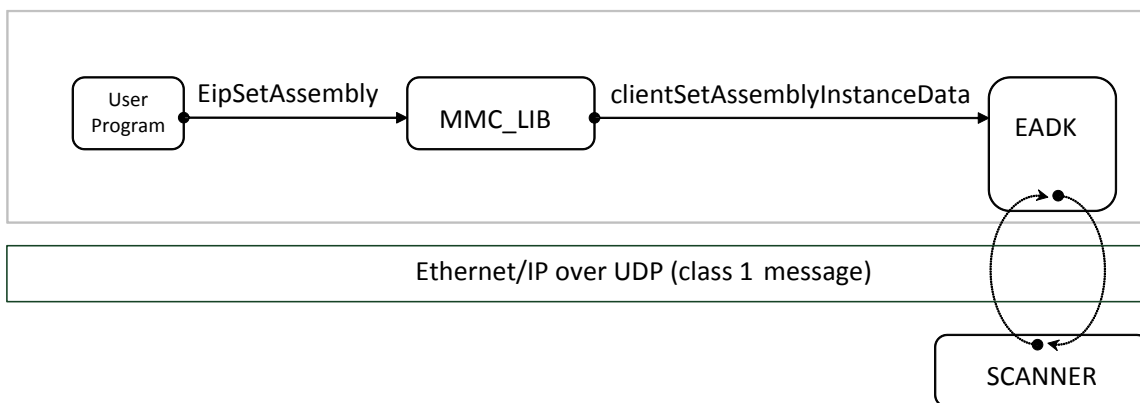 EipSetAssembly
clientSetAssemblyInstanceData
User
Program
MMC_LIB
EADK
Ethernet/IP over UDP (class 1 message)
SCANNER